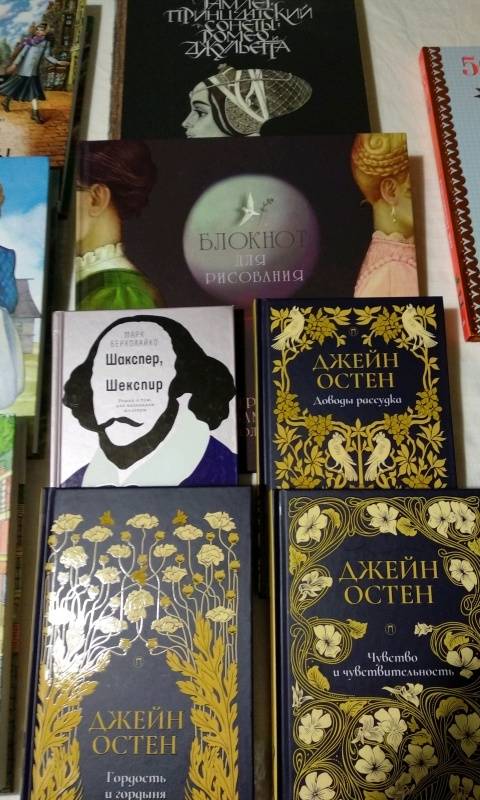 ГАМЛЕТ,
ПРИНЦ ДАТСКИЙ
СОНЕТЫ
РОМЕО
ДЖУЛЬЕТТА
5
БЛОКНОТ
ДЛЯ
РИСОВАНИЯ
МАРК
БЕРКОЛАЙКО
Шакспер,
Шекспир
ДЖЕЙН
ОСТЕН
Доводы рассудка
ДЖЕЙН
ОСТЕН
Гордость
и гордыня
ДЖЕЙН
ОСТЕН
Чувство
и чувствительность